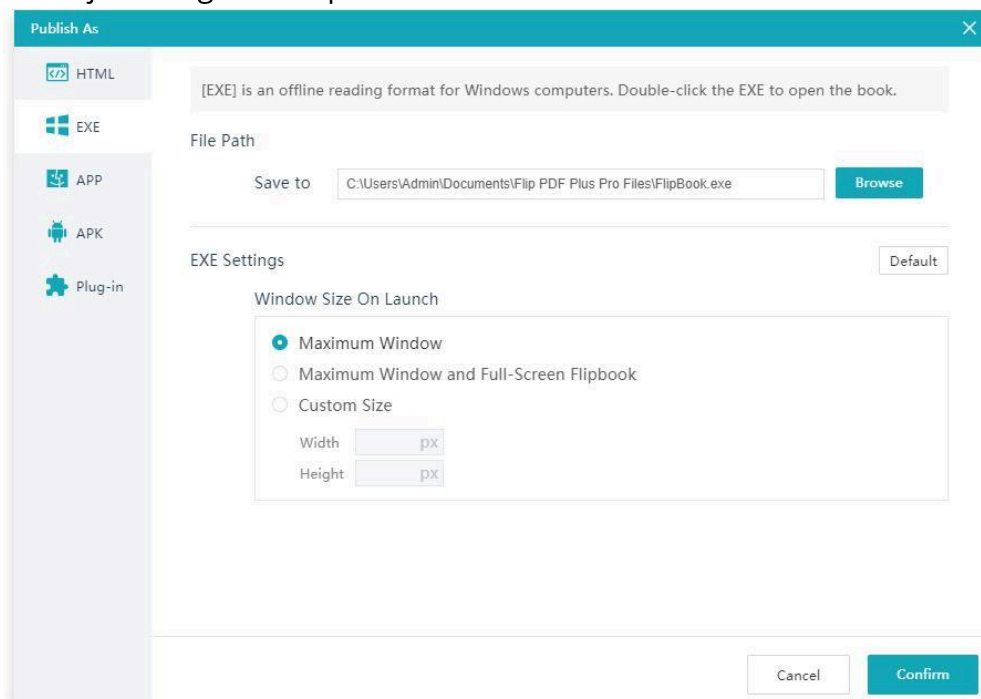 Publish As
HTML
[EXE] is an offline reading format for Windows computers. Double-click the EXE to open the book.
EXE
File Path
APP
Save to C:\Users\Admin\Documents\Flip PDF Plus Pro Files\FlipBook.exe Browse
APK
EXE Settings Default
Plug-in
Window Size On Launch
Maximum Window
Maximum Window and Full-Screen Flipbook
Custom Size
Width px
Height px
Cancel Confirm